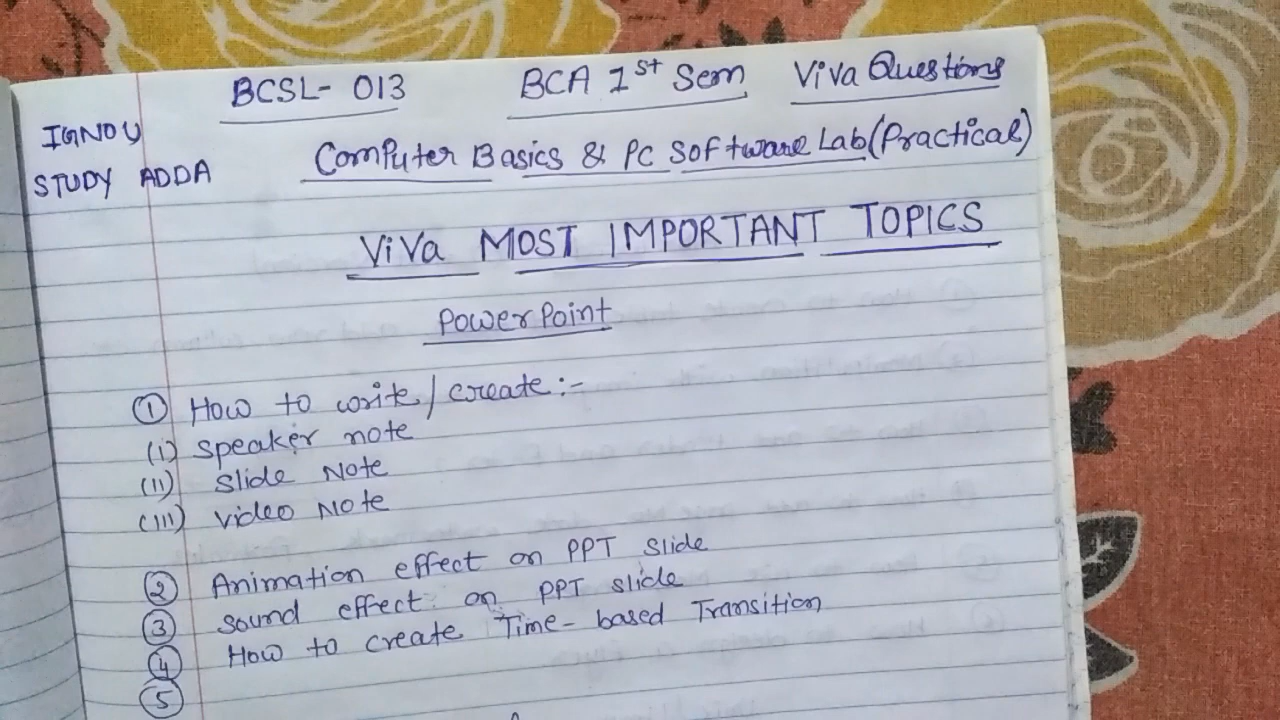 BCSL- 013 BCA 1st Sem Viva Questions
IGNOU
STUDY ADDA
Computer Basics & PC Software Lab (Practical)
ViVa MOST IMPORTANT TOPICS
PowerPoint
① How to write / create :-
(i) Speaker note
(ii) Slide Note
(iii) Video Note
② Animation effect on PPT Slide
③ Sound effect on PPT slide
④ How to create Time- based Transition
⑤